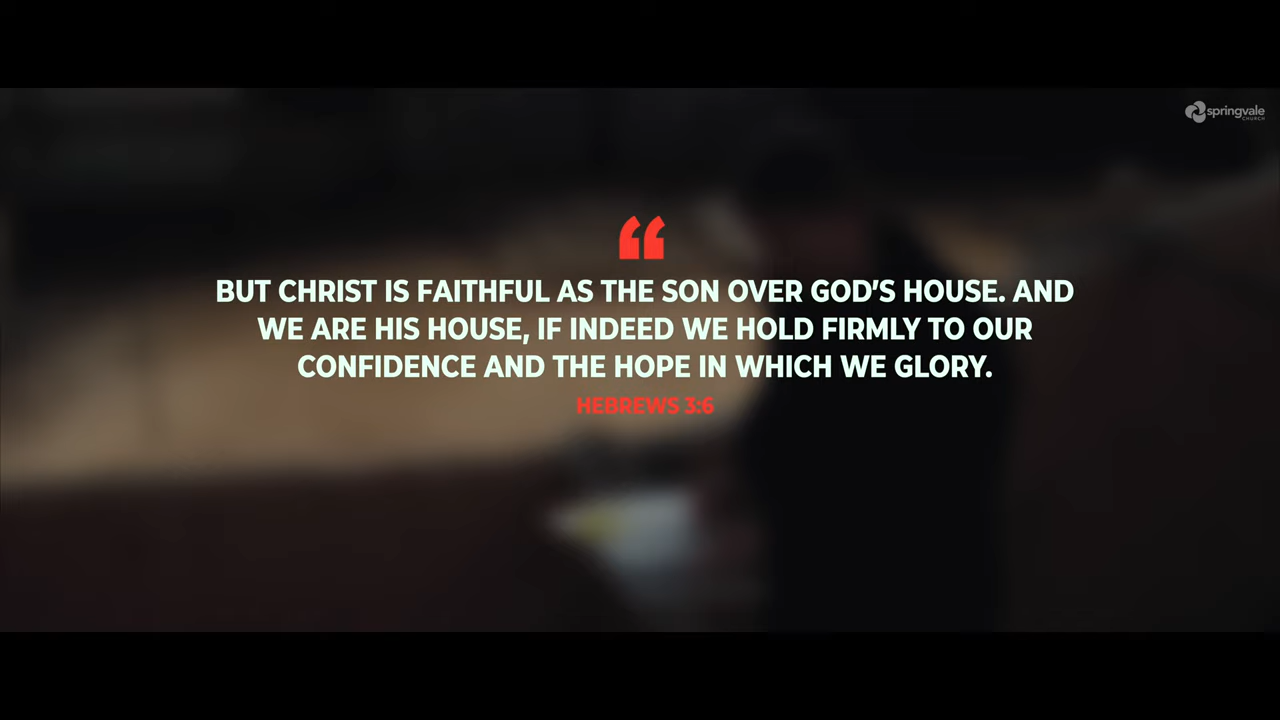 springvale
CHURCH
“
BUT CHRIST IS FAITHFUL AS THE SON OVER GOD'S HOUSE. AND
WE ARE HIS HOUSE, IF INDEED WE HOLD FIRMLY TO OUR
CONFIDENCE AND THE HOPE IN WHICH WE GLORY.
HEBREWS 3:6